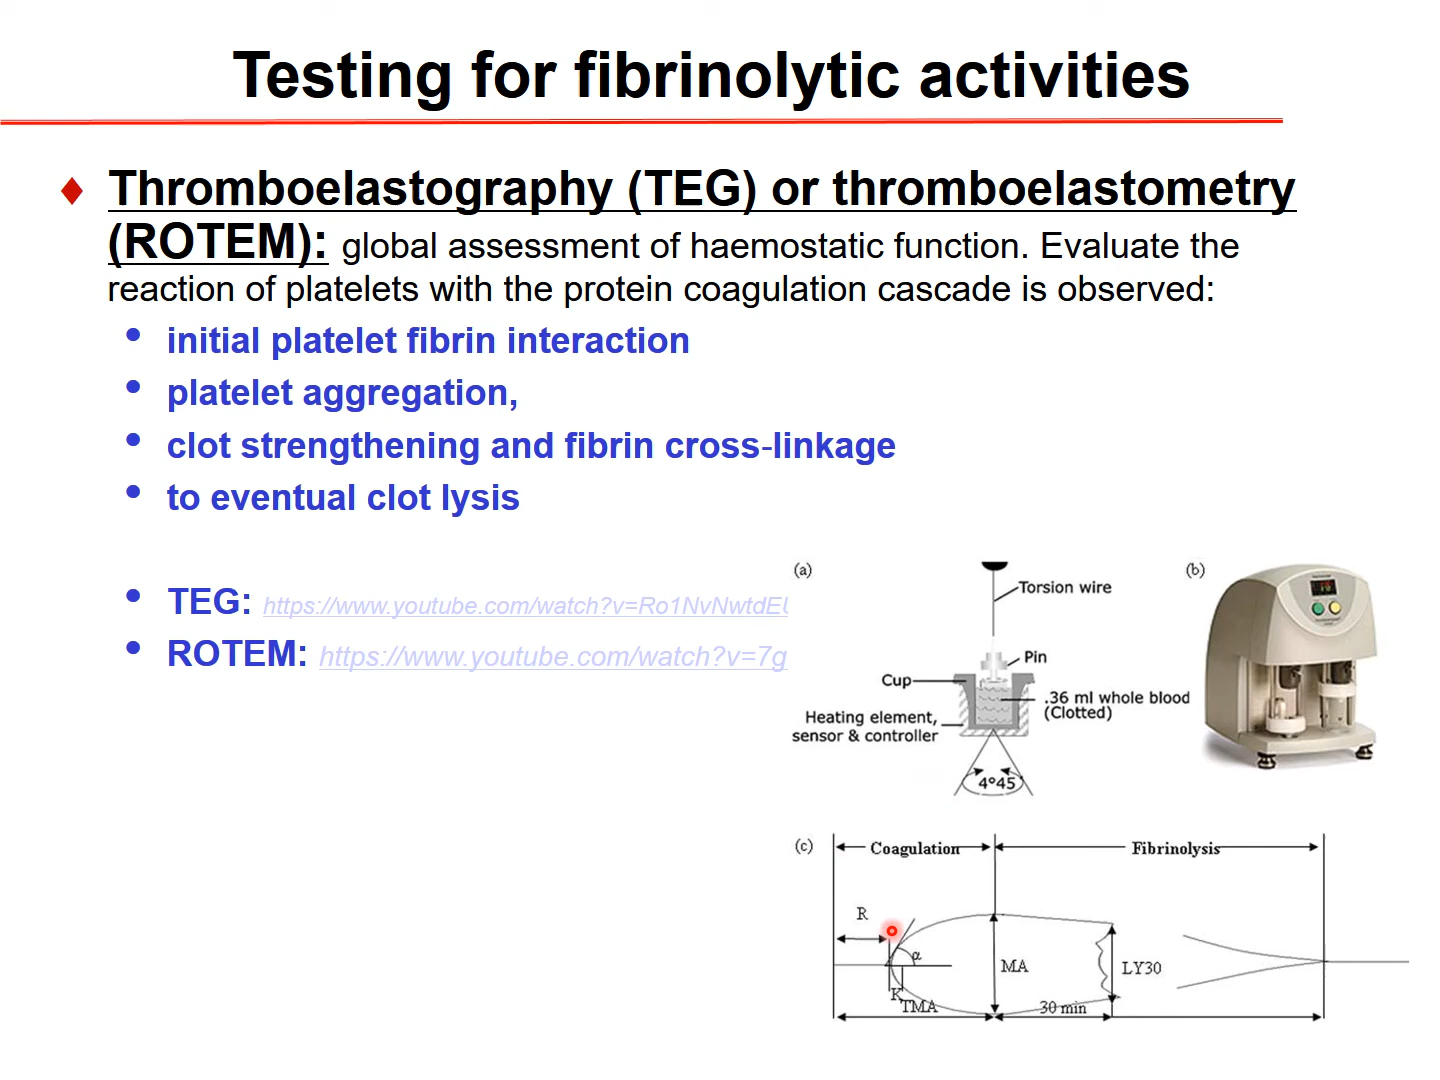 Testing for fibrinolytic activities
Thromboelastography (TEG) or thromboelastometry
(ROTEM): global assessment of haemostatic function. Evaluate the
reaction of platelets with the protein coagulation cascade is observed:
• initial platelet fibrin interaction
• platelet aggregation,
• clot strengthening and fibrin cross-linkage
• to eventual clot lysis
• TEG: https://www.youtube.com/watch?v=Ro1NvNwtdE
• ROTEM: https://www.youtube.com/watch?v=7g
(a)
Torsion wire
Pin
Cup
.36 ml whole blood
(Clotted)
Heating element,
sensor & controller
4°45
(b)
(c)
Coagulation
Fibrinolysis
R
α
MA
LY30
K
TMA
30 min